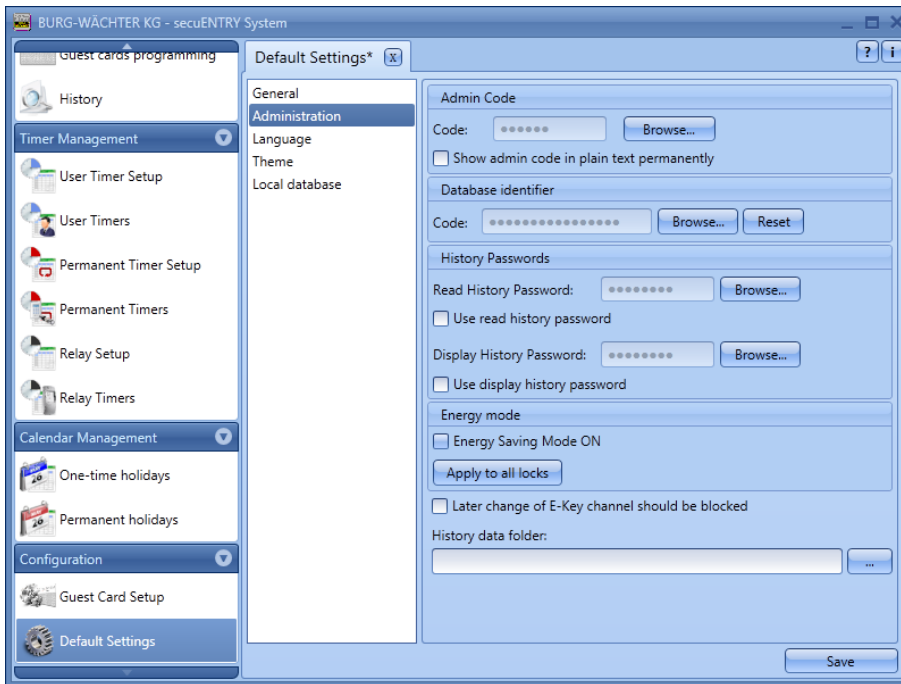 BURG-WÄCHTER KG - secuENTRY System
Guest cards programming
History
Timer Management
User Timer Setup
User Timers
Permanent Timer Setup
Permanent Timers
Relay Setup
Relay Timers
Calendar Management
One-time holidays
Permanent holidays
Configuration
Guest Card Setup
Default Settings
Default Settings* x
? i
General
Administration
Language
Theme
Local database
Admin Code
Code: ●●●●●● Browse...
Show admin code in plain text permanently
Database identifier
Code: ●●●●●●●●●●●●●●●● Browse... Reset
History Passwords
Read History Password: ●●●●●●●● Browse...
Use read history password
Display History Password: ●●●●●●●● Browse...
Use display history password
Energy mode
Energy Saving Mode ON
Apply to all locks
Later change of E-Key channel should be blocked
History data folder:
...
Save